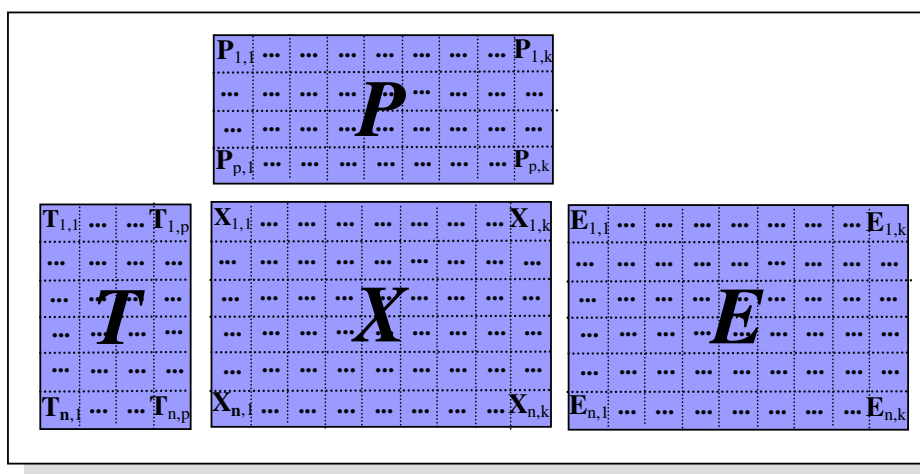 P1,1 ... ... ... ... ... ... ... P1,k
... ... ... ... ... ... ... ... ...
P
... ... ... ... ... ... ... ... ...
Pp,1 ... ... ... ... ... ... ... Pp,k
T1,1 ... ... T1,p
... ... ... ...
... ... ... ...
T
... ... ... ...
... ... ... ...
Tn,1 ... ... Tn,p
X1,1 ... ... ... ... ... ... ... X1,k
... ... ... ... ... ... ... ... ...
... ... ... ... ... ... ... ... ...
X
... ... ... ... ... ... ... ... ...
... ... ... ... ... ... ... ... ...
Xn,1 ... ... ... ... ... ... ... Xn,k
E1,1 ... ... ... ... ... ... ... E1,k
... ... ... ... ... ... ... ... ...
... ... ... ... ... ... ... ... ...
E
... ... ... ... ... ... ... ... ...
... ... ... ... ... ... ... ... ...
En,1 ... ... ... ... ... ... ... En,k